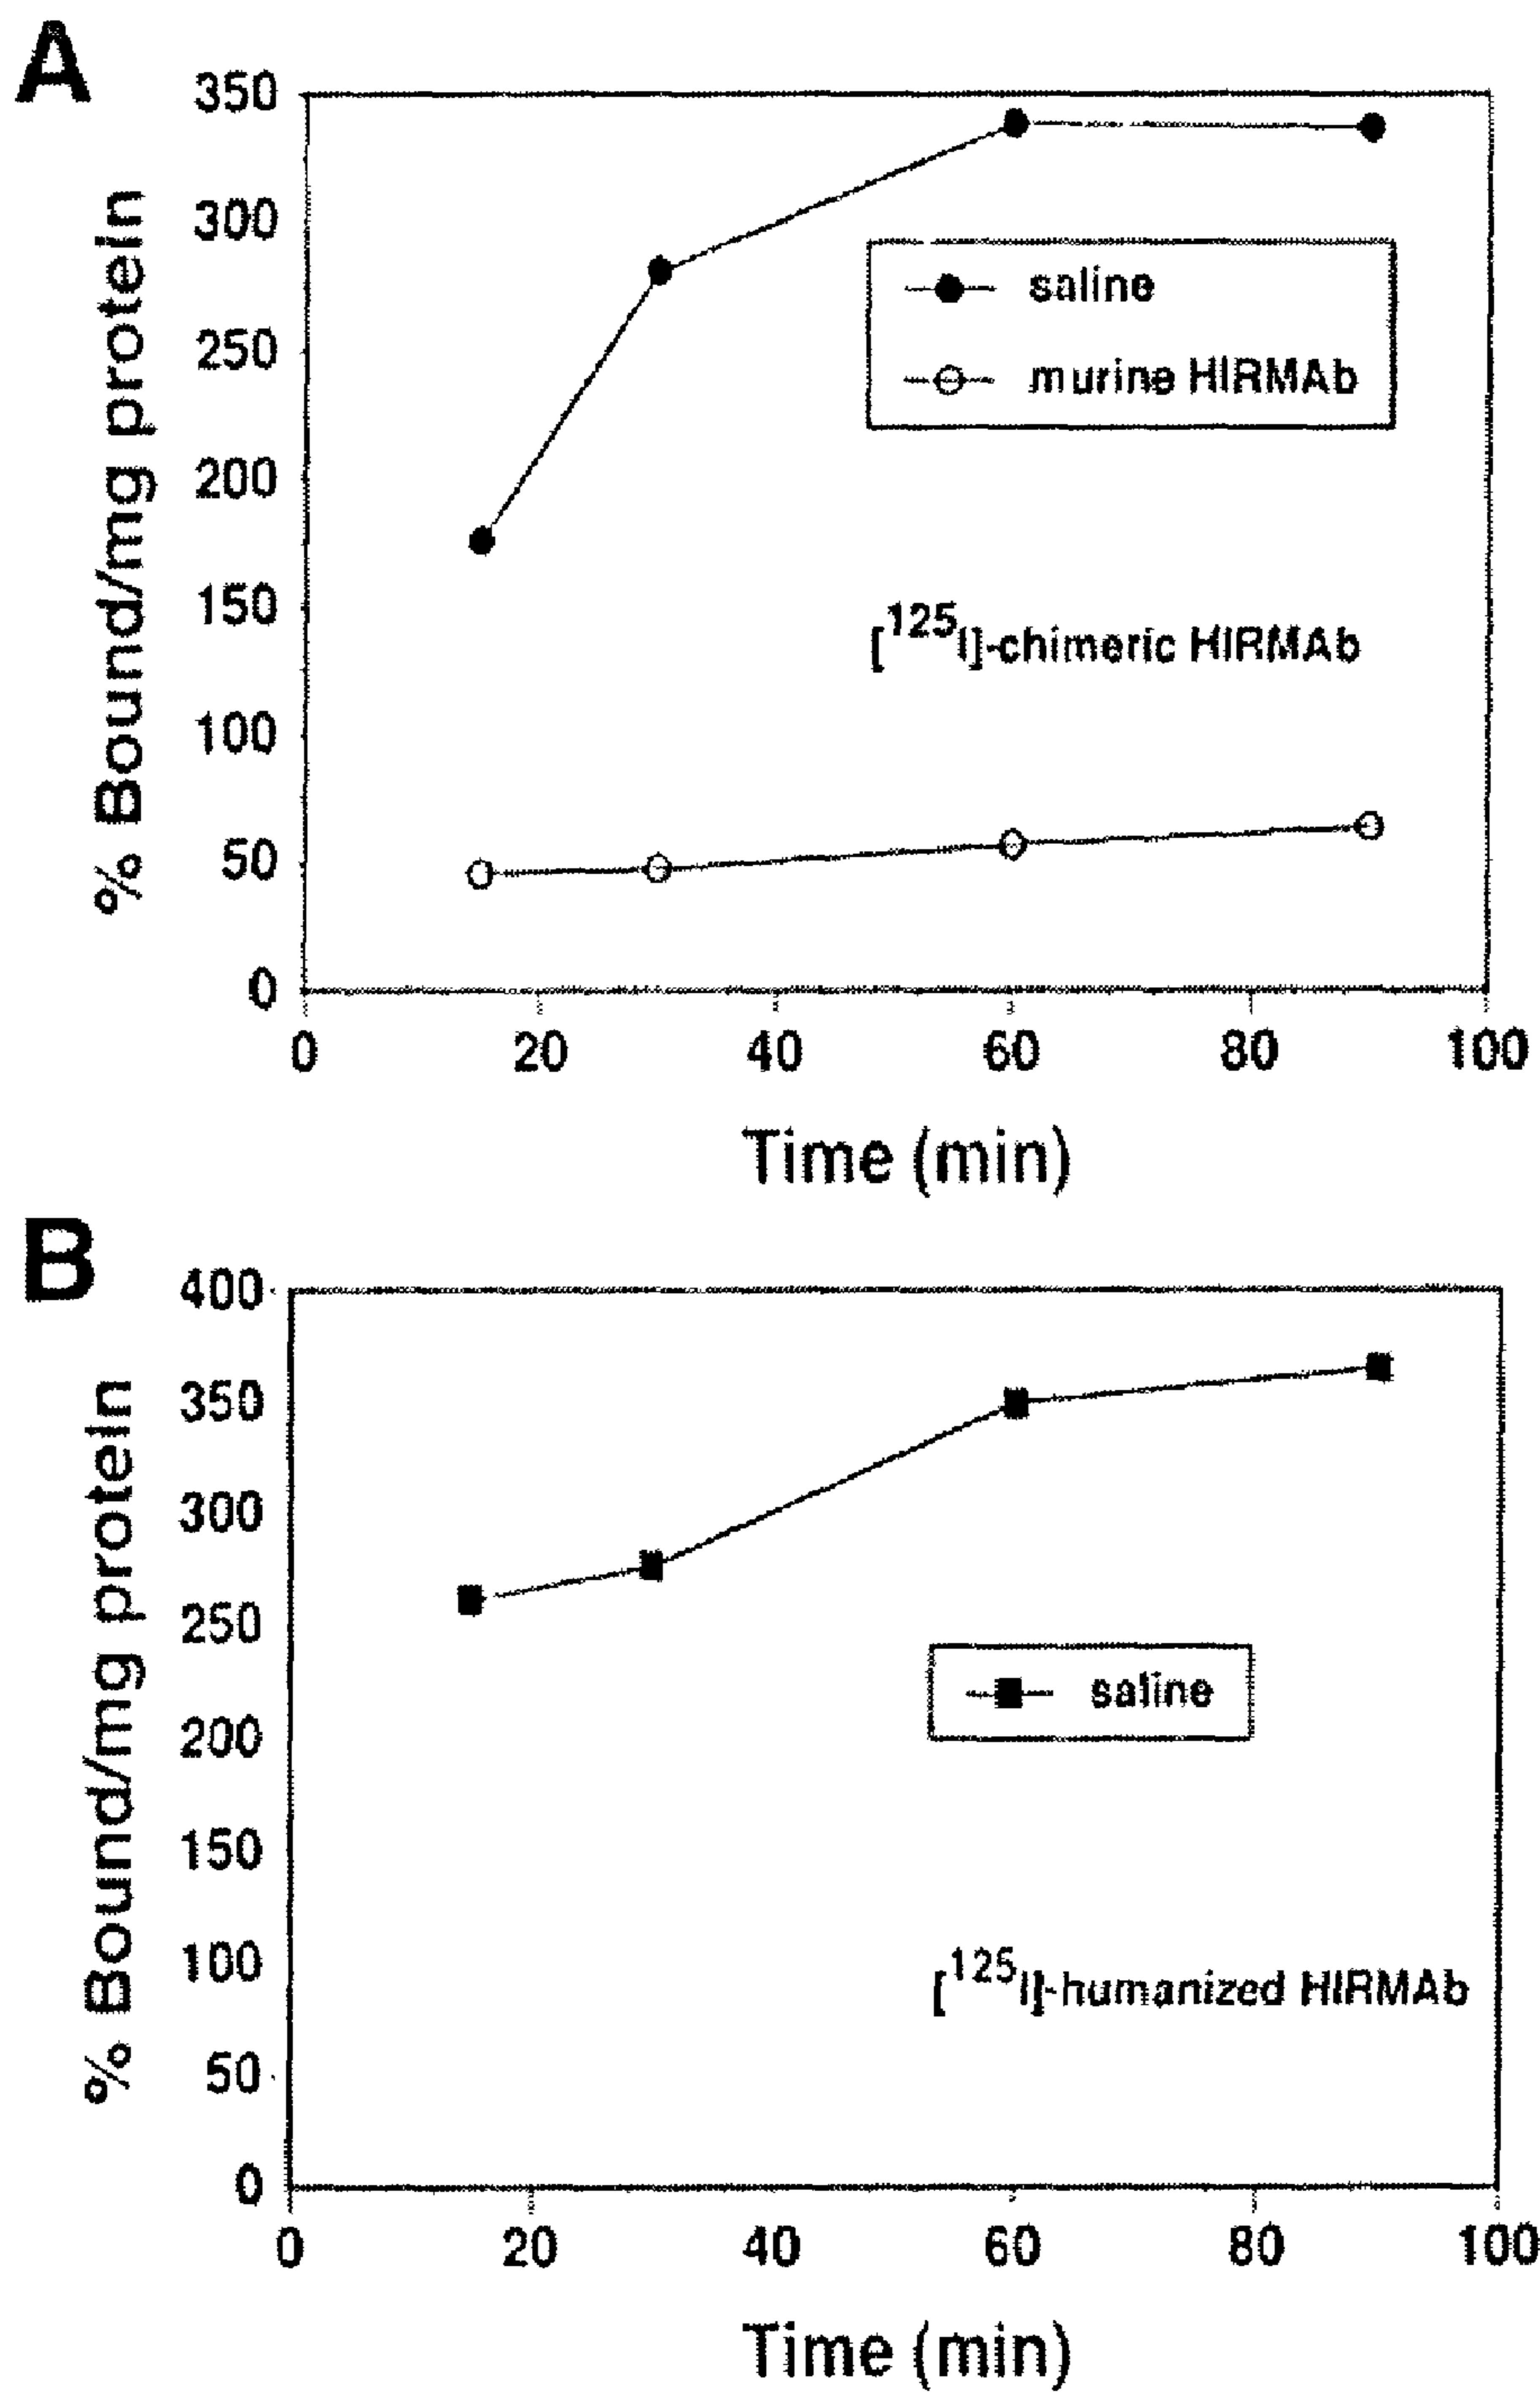 A
350
300
250
200
150
100
50
0
% Bound/mg protein
saline
murine HIRMAb
[125I]-chimeric HIRMAb
0 20 40 60 80 100
Time (min)
B
400
350
300
250
200
150
100
50
0
% Bound/mg protein
saline
[125I]-humanized HIRMAb
0 20 40 60 80 100
Time (min)